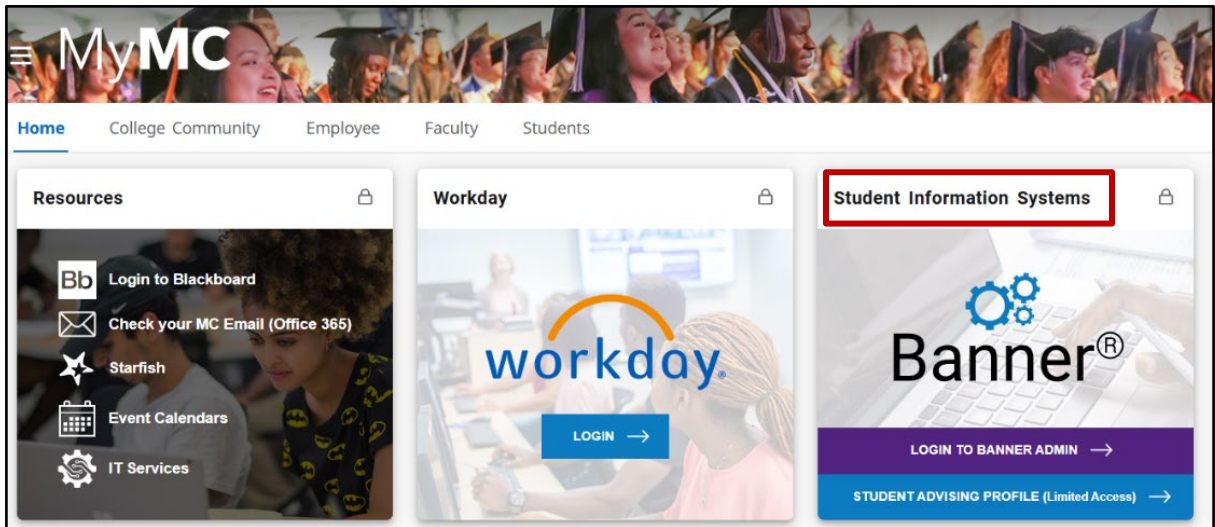 MyMC
Home College Community Employee Faculty Students
Resources
Bb Login to Blackboard
Check your MC Email (Office 365)
Starfish
Event Calendars
IT Services
Workday
workday.
LOGIN →
Student Information Systems
Banner®
LOGIN TO BANNER ADMIN →
STUDENT ADVISING PROFILE (Limited Access) →